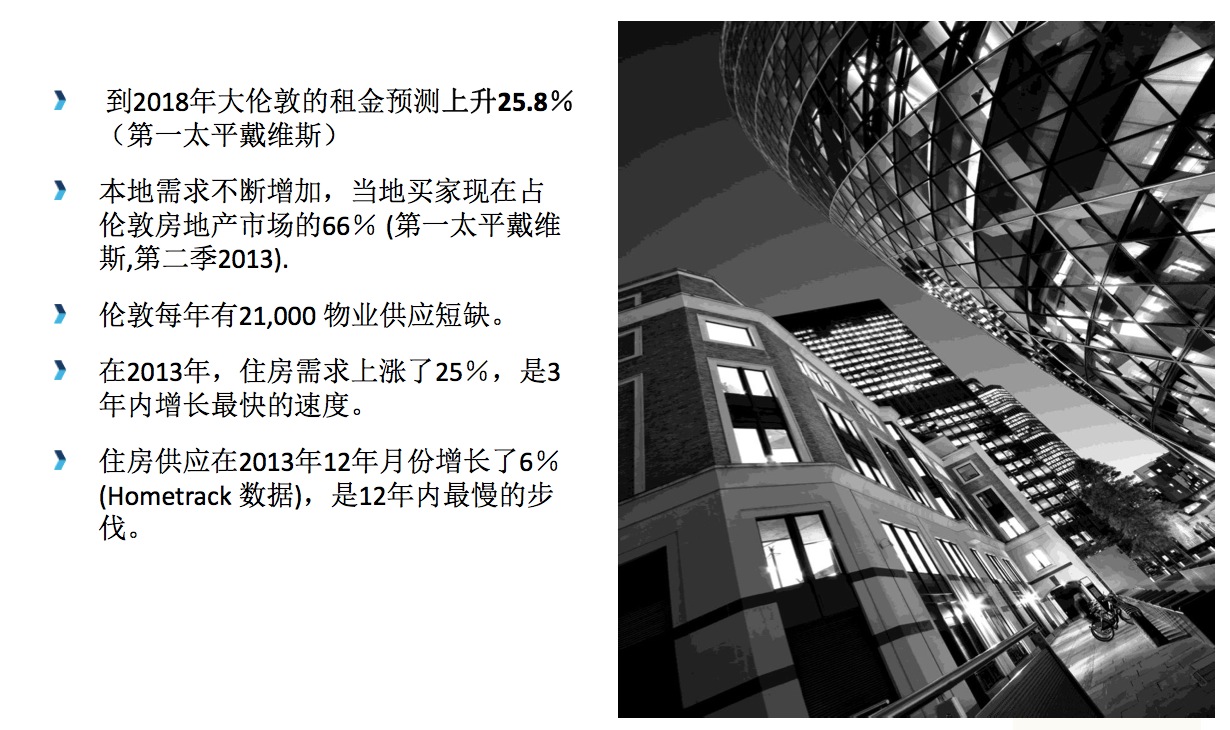 到2018年大伦敦的租金预测上升25.8%
（第一太平戴维斯）
本地需求不断增加，当地买家现在占
伦敦房地产市场的66% (第一太平戴维
斯,第二季2013).
伦敦每年有21,000 物业供应短缺。
在2013年，住房需求上涨了25%，是3
年内增长最快的速度。
住房供应在2013年12年月份增长了6%
(Hometrack 数据)，是12年内最慢的步
伐。